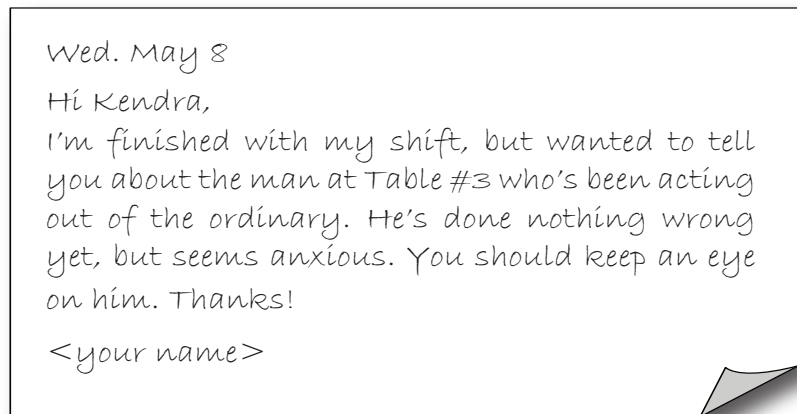 Wed. May 8
Hi Kendra,
I'm finished with my shift, but wanted to tell
you about the man at Table #3 who's been acting
out of the ordinary. He's done nothing wrong
yet, but seems anxious. You should keep an eye
on him. Thanks!
<your name>